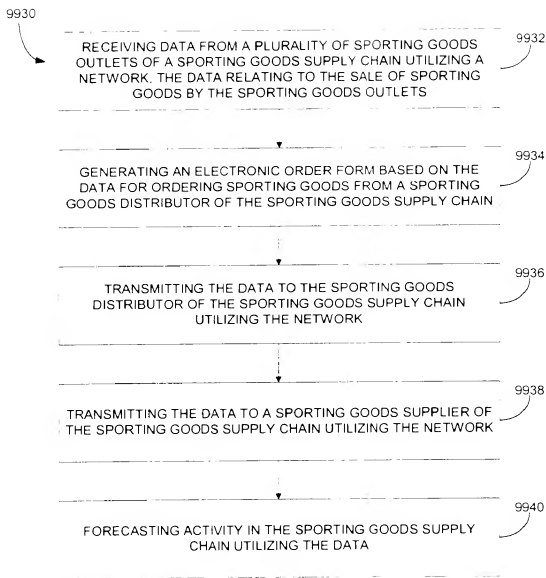 9930
9932
RECEIVING DATA FROM A PLURALITY OF SPORTING GOODS
OUTLETS OF A SPORTING GOODS SUPPLY CHAIN UTILIZING A
NETWORK, THE DATA RELATING TO THE SALE OF SPORTING
GOODS BY THE SPORTING GOODS OUTLETS
9934
GENERATING AN ELECTRONIC ORDER FORM BASED ON THE
DATA FOR ORDERING SPORTING GOODS FROM A SPORTING
GOODS DISTRIBUTOR OF THE SPORTING GOODS SUPPLY CHAIN
9936
TRANSMITTING THE DATA TO THE SPORTING GOODS
DISTRIBUTOR OF THE SPORTING GOODS SUPPLY CHAIN
UTILIZING THE NETWORK
9938
TRANSMITTING THE DATA TO A SPORTING GOODS SUPPLIER OF
THE SPORTING GOODS SUPPLY CHAIN UTILIZING THE NETWORK
9940
FORECASTING ACTIVITY IN THE SPORTING GOODS SUPPLY
CHAIN UTILIZING THE DATA